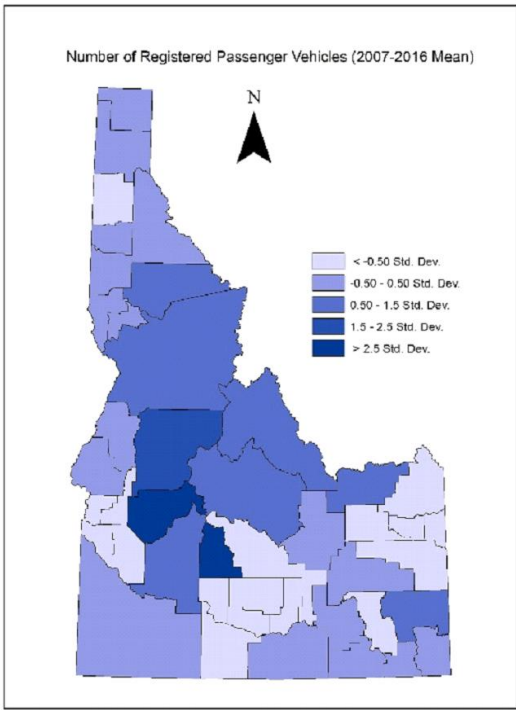 Number of Registered Passenger Vehicles (2007-2016 Mean)
N
< -0.50 Std. Dev.
-0.50 - 0.50 Std. Dev.
0.50 - 1.5 Std. Dev.
1.5 - 2.5 Std. Dev.
> 2.5 Std. Dev.